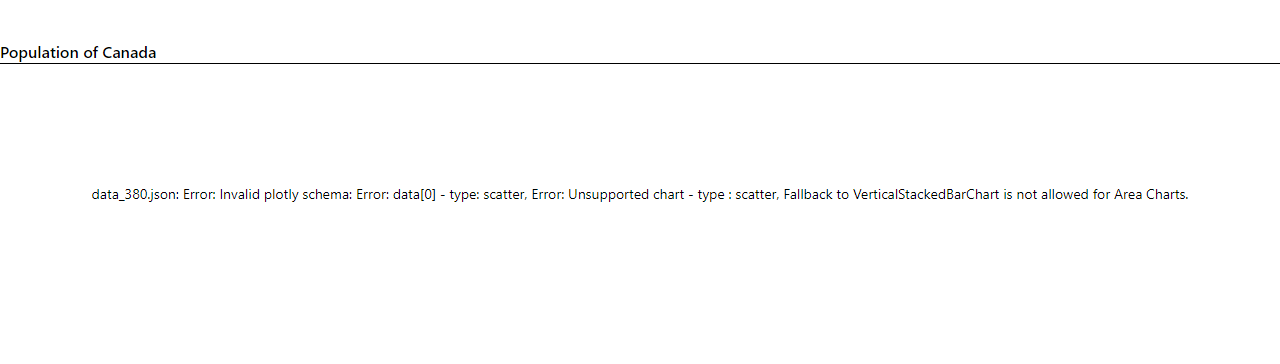 Population of Canada
data_380.json: Error: Invalid plotly schema: Error: data[0] - type: scatter, Error: Unsupported chart - type : scatter, Fallback to VerticalStackedBarChart is not allowed for Area Charts.